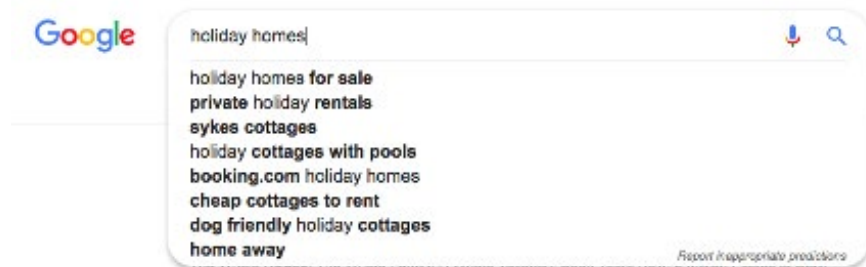 Google
holiday homes
holiday homes for sale
private holiday rentals
sykes cottages
holiday cottages with pools
booking.com holiday homes
cheap cottages to rent
dog friendly holiday cottages
home away
Report inappropriate predictions